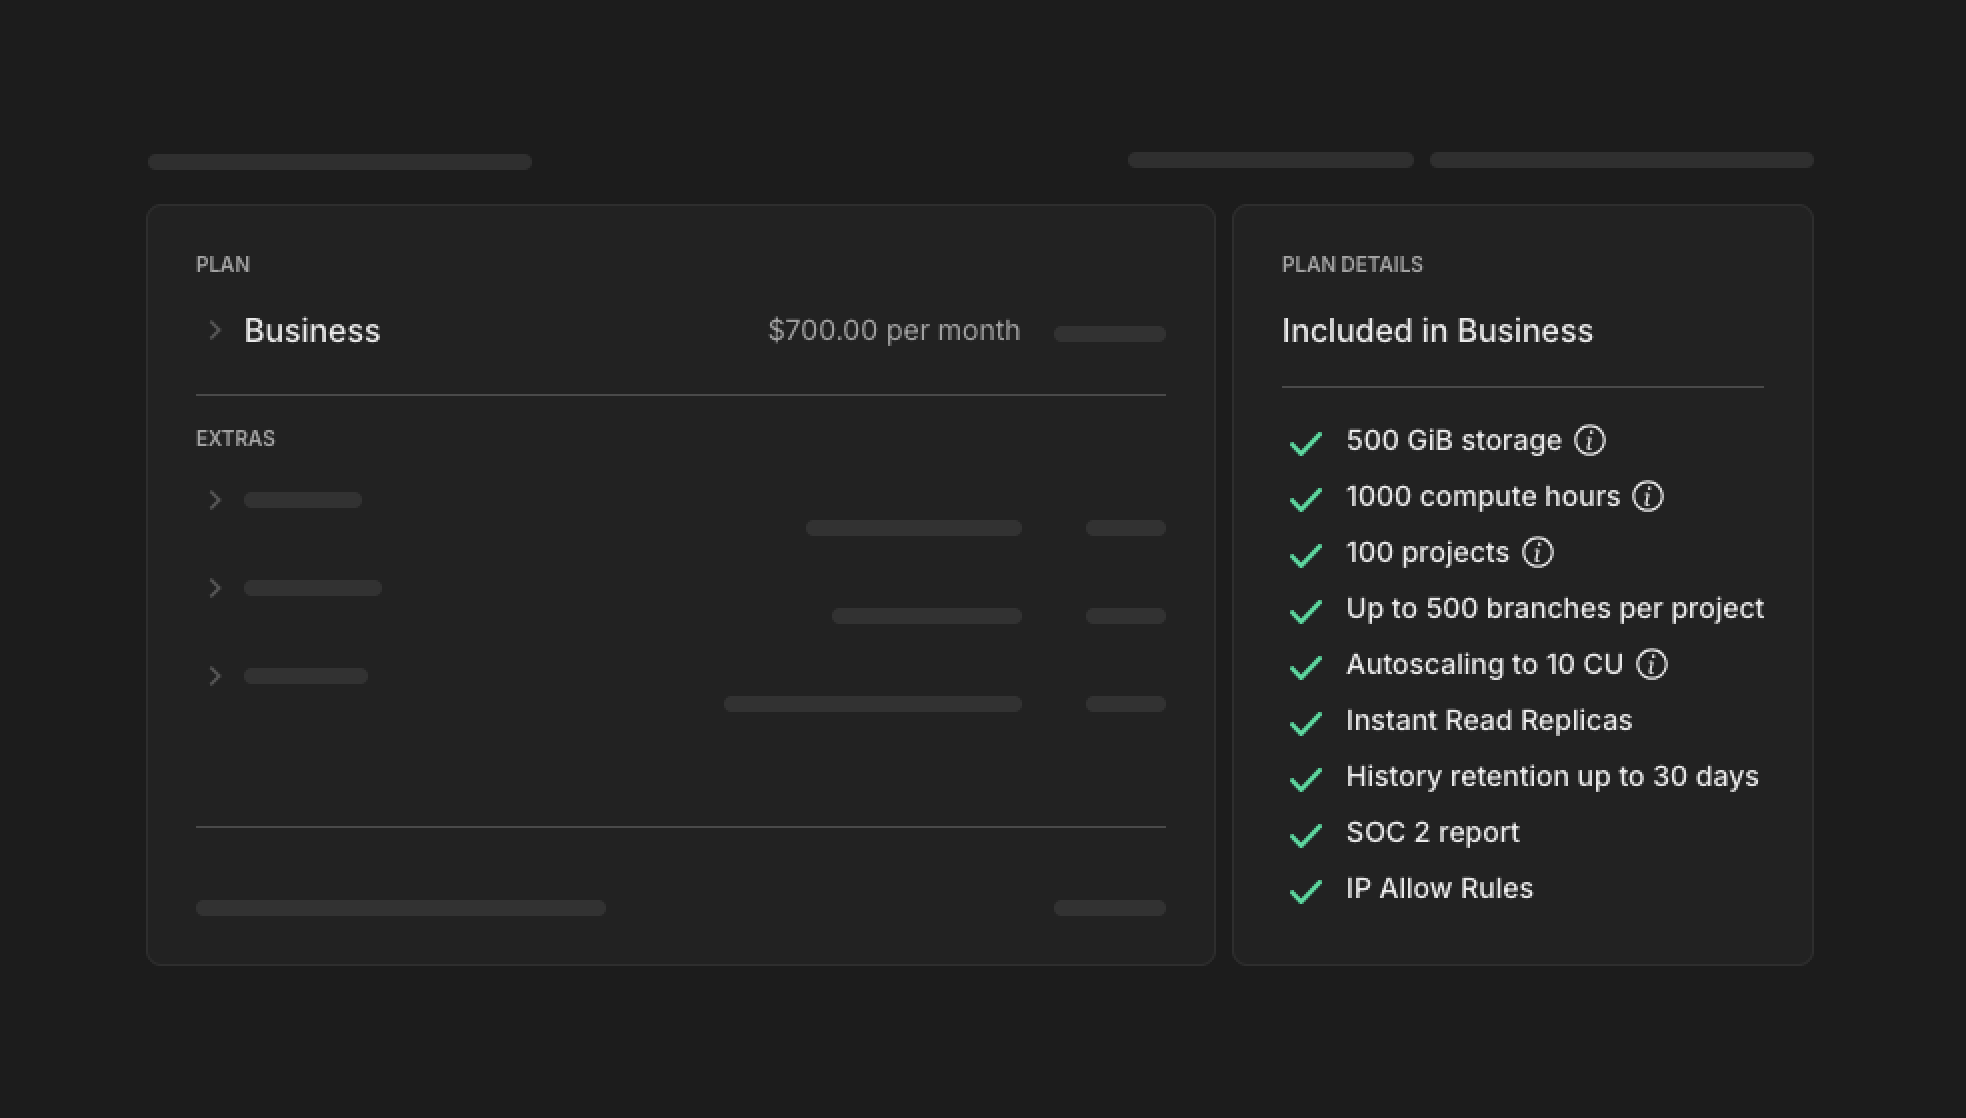 PLAN
Business
$700.00 per month
EXTRAS
PLAN DETAILS
Included in Business
500 GiB storage
1000 compute hours
100 projects
Up to 500 branches per project
Autoscaling to 10 CU
Instant Read Replicas
History retention up to 30 days
SOC 2 report
IP Allow Rules